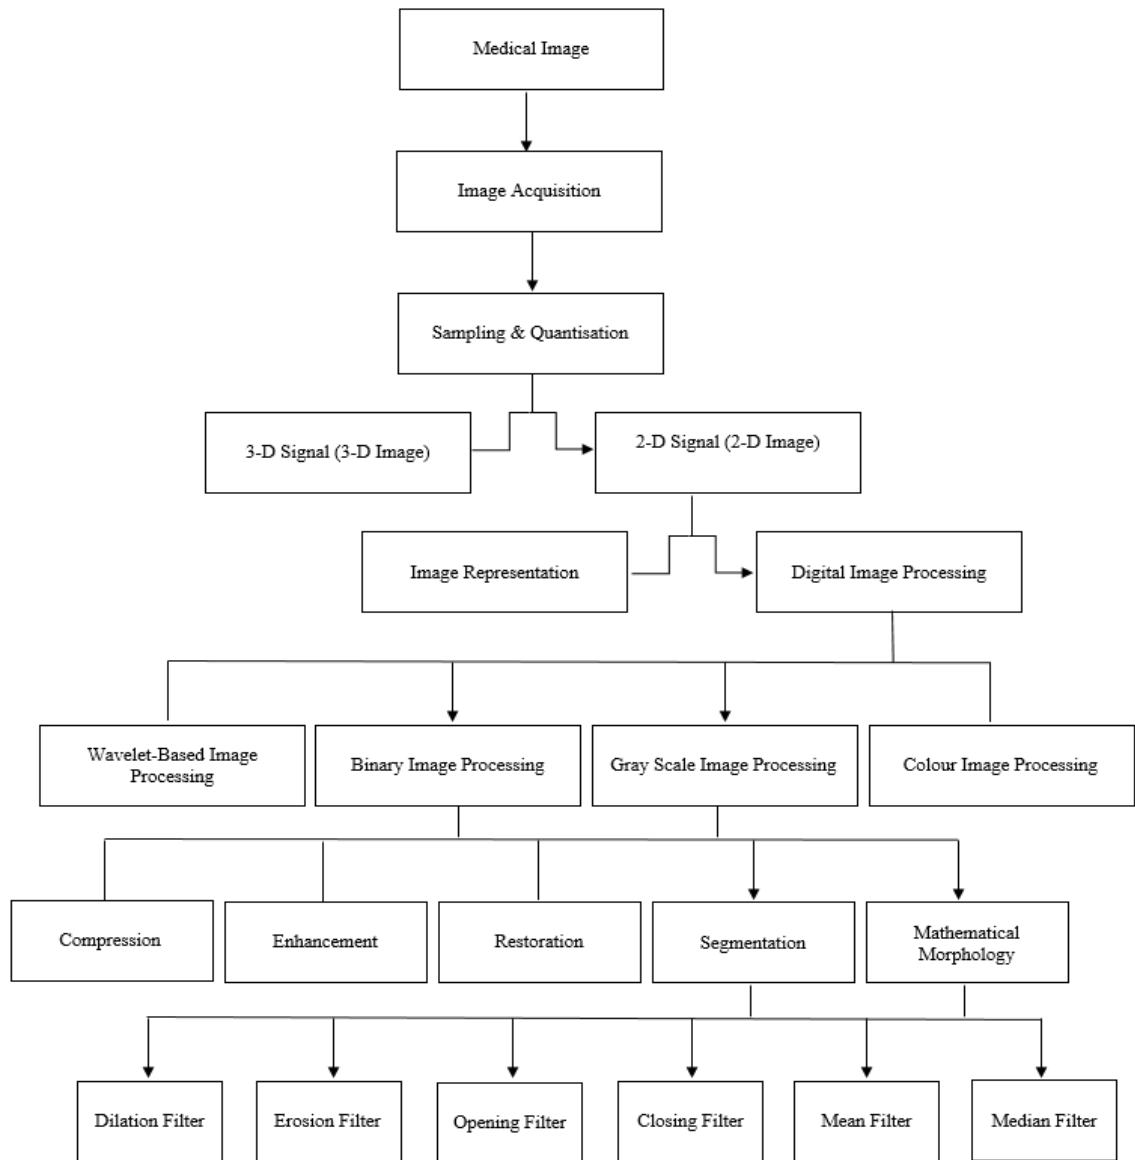 Medical Image
Image Acquisition
Sampling & Quantisation
3-D Signal (3-D Image)
2-D Signal (2-D Image)
Image Representation
Digital Image Processing
Wavelet-Based Image
Processing
Binary Image Processing
Gray Scale Image Processing
Colour Image Processing
Compression
Enhancement
Restoration
Segmentation
Mathematical
Morphology
Dilation Filter
Erosion Filter
Opening Filter
Closing Filter
Mean Filter
Median Filter